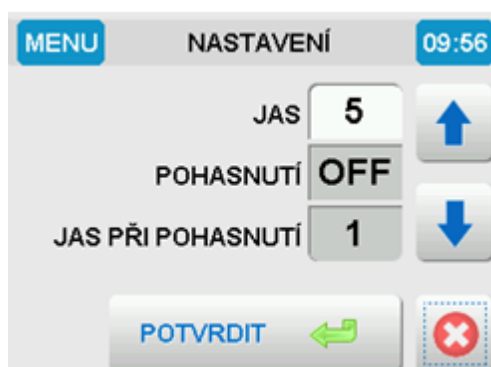 MENU NASTAVENÍ 09:56
JAS 5
POHASNUTÍ OFF
JAS PŘI POHASNUTÍ 1
POTVRDIT